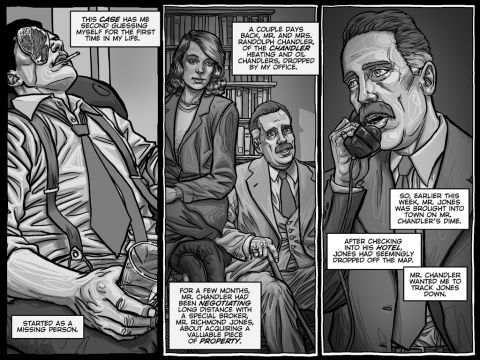 THIS CASE HAS ME
SECOND GUESSING
MYSELF FOR THE FIRST
TIME IN MY LIFE.
STARTED AS A
MISSING PERSON.
A COUPLE DAYS
BACK, MR. AND MRS.
RANDOLPH CHANDLER,
OF THE CHANDLER
HEATING AND OIL
CHANDLERS, DROPPED
BY MY OFFICE.
FOR A FEW MONTHS,
MR. CHANDLER HAD
BEEN NEGOTIATING
LONG DISTANCE WITH
A SPECIAL BROKER,
MR. RICHMOND JONES,
ABOUT ACQUIRING A
VALUABLE PIECE
OF PROPERTY.
SO, EARLIER THIS
WEEK, MR. JONES
WAS BROUGHT INTO
TOWN ON MR.
CHANDLER'S DIME.
AFTER CHECKING
INTO HIS HOTEL,
JONES HAD SEEMINGLY
DROPPED OFF THE MAP.
MR. CHANDLER
WANTED ME TO
TRACK JONES
DOWN.